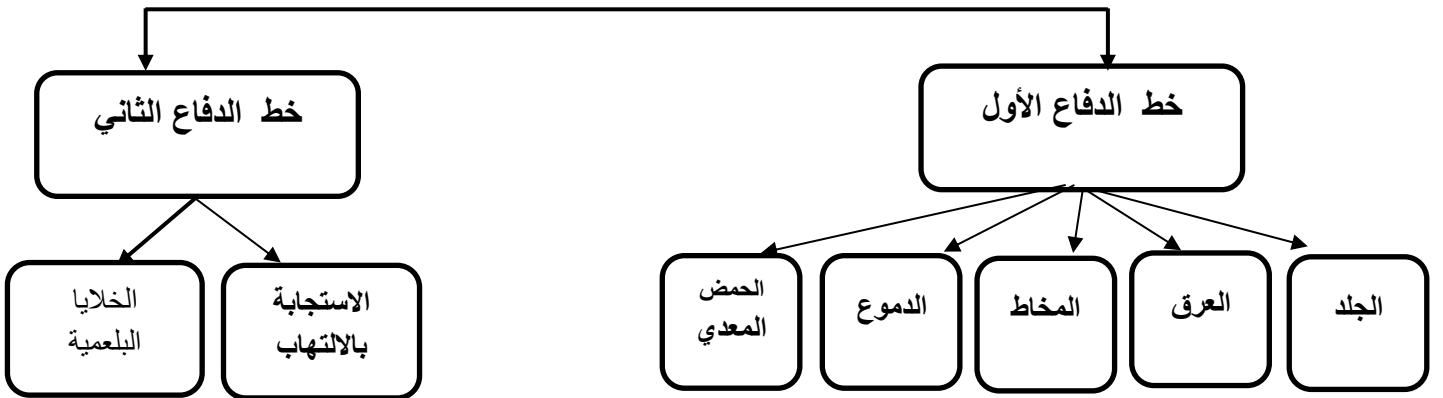 خط الدفاع الأول
خط الدفاع الثاني
الجلد
العرق
المخاط
الدموع
الحمض
المعدي
الاستجابة
بالالتهاب
الخلايا
البلعمية